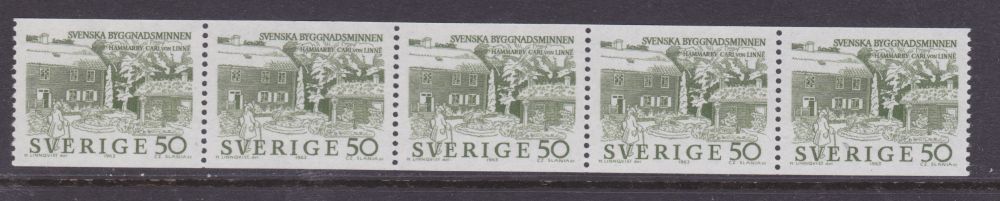 SVENSKA BYGGNADSMINNEN
HAMMARBY. CARL VON LINNÉ
SVERIGE 50
H. LINNQVIST del. 1963 CZ. SLANIA sc.
SVENSKA BYGGNADSMINNEN
HAMMARBY. CARL VON LINNÉ
SVERIGE 50
H. LINNQVIST del. 1963 CZ. SLANIA sc.
SVENSKA BYGGNADSMINNEN
HAMMARBY. CARL VON LINNÉ
SVERIGE 50
H. LINNQVIST del. 1963 CZ. SLANIA sc.
SVENSKA BYGGNADSMINNEN
HAMMARBY. CARL VON LINNÉ
SVERIGE 50
H. LINNQVIST del. 1963 CZ. SLANIA sc.
SVENSKA BYGGNADSMINNEN
HAMMARBY. CARL VON LINNÉ
SVERIGE 50
H. LINNQVIST del. 1963 CZ. SLANIA sc.